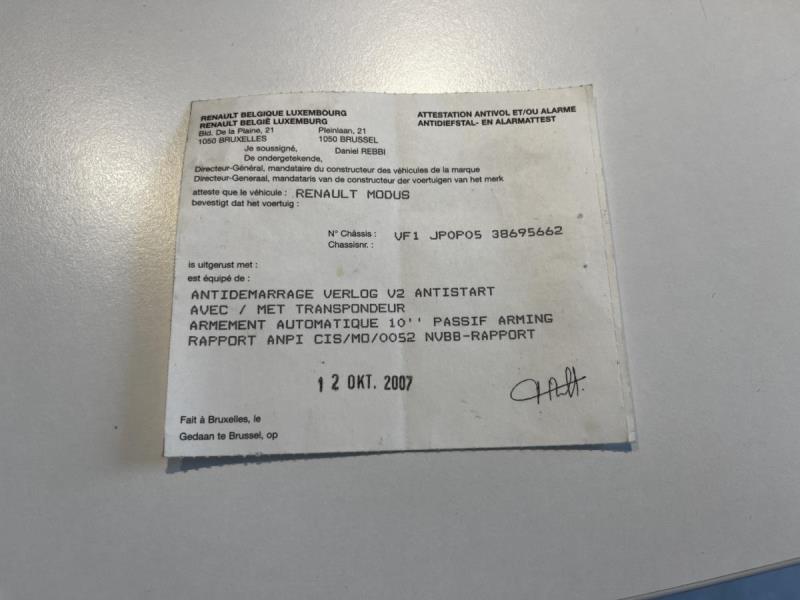 RENAULT BELGIQUE LUXEMBOURG
RENAULT BELGIË LUXEMBURG
Bld. De la Plaine, 21 Pleinlaan, 21
1050 BRUXELLES 1050 BRUSSEL
ATTESTATION ANTIVOL ET/OU ALARME
ANTIDIEFSTAL- EN ALARMATTEST
Je soussigné, Daniel REBBI
De ondergetekende,
Directeur-Général, mandataire du constructeur des véhicules de la marque
Directeur-Generaal, mandataris van de constructeur der voertuigen van het merk
atteste que le véhicule : RENAULT MODUS
bevestigt dat het voertuig :
N° Châssis : VF1 JP0P05 38695662
Chassisnr. :
is uitgerust met :
est équipé de :
ANTIDEMARRAGE VERLOG V2 ANTISTART
AVEC / MET TRANSPONDEUR
ARMEMENT AUTOMATIQUE 10'' PASSIF ARMING
RAPPORT ANPI CIS/MO/0052 NVBB-RAPPORT
12 OKT. 2007
Fait à Bruxelles, le
Gedaan te Brussel, op